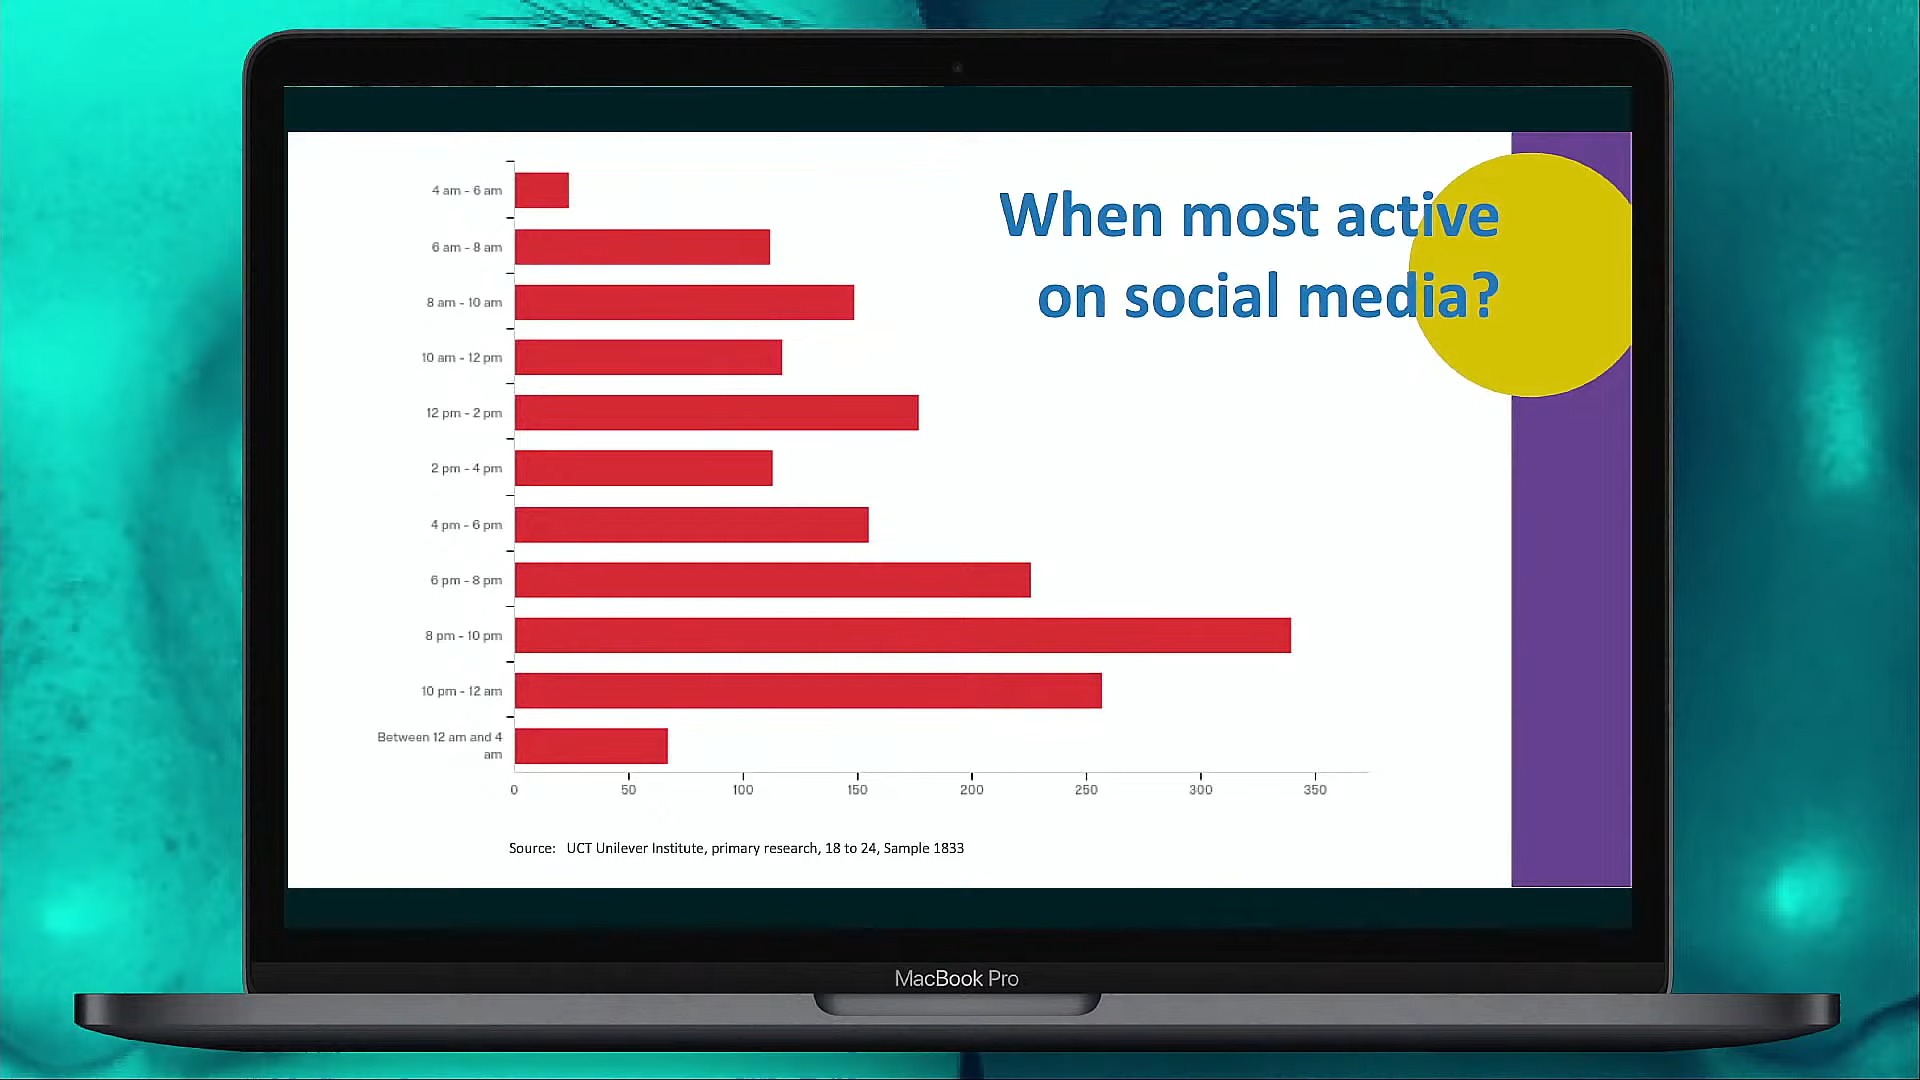 When most active
on social media?
4 am - 6 am
6 am - 8 am
8 am - 10 am
10 am - 12 pm
12 pm - 2 pm
2 pm - 4 pm
4 pm - 6 pm
6 pm - 8 pm
8 pm - 10 pm
10 pm - 12 am
Between 12 am and 4
am
0 50 100 150 200 250 300 350
Source: UCT Unilever Institute, primary research, 18 to 24, Sample 1833
MacBook Pro